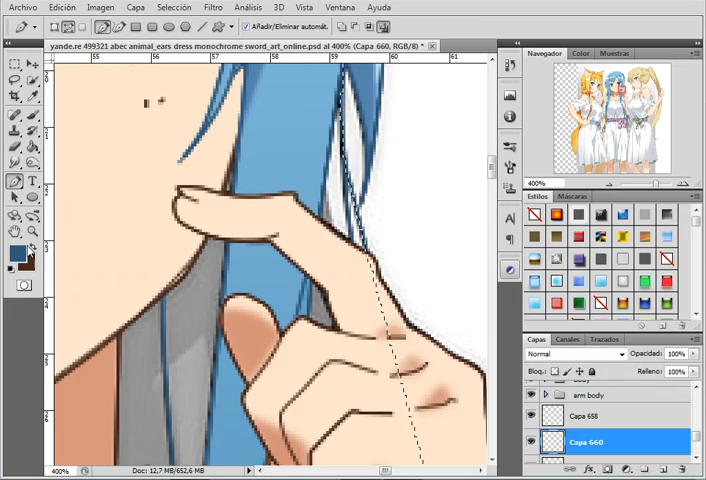 Archivo Edición Imagen Capa Selección Filtro Análisis 3D Vista Ventana Ayuda
Añadir/Eliminar automát.
yande.re 499321 abec animal_ears dress monochrome sword_art_online.psd al 400% (Capa 660, RGB/8) *
55 56 57 58 59 60 61
Navegador Color Muestras
400%
Estilos Máscaras
Capas Canales Trazados
Normal Opacidad: 100%
Bloq.: Relleno: 100%
arm body
Capa 658
Capa 660
400% Doc: 12,7 MB/652,6 MB